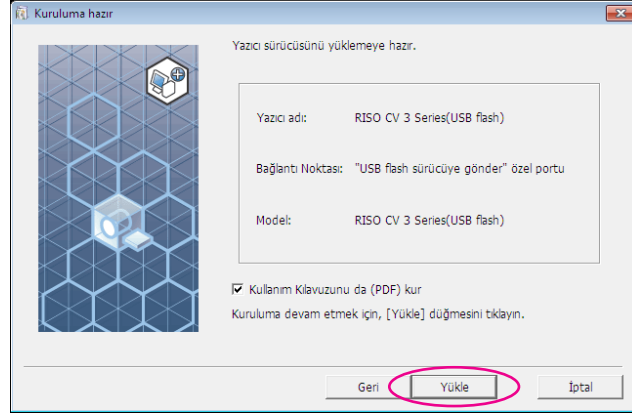 Kuruluma hazır
Yazıcı sürücüsünü yüklemeye hazır.
Yazıcı adı: RISO CV 3 Series(USB flash)
Bağlantı Noktası: "USB flash sürücüye gönder" özel portu
Model: RISO CV 3 Series(USB flash)
Kullanım Kılavuzunu da (PDF) kur
Kuruluma devam etmek için, [Yükle] düğmesini tıklayın.
Geri Yükle İptal